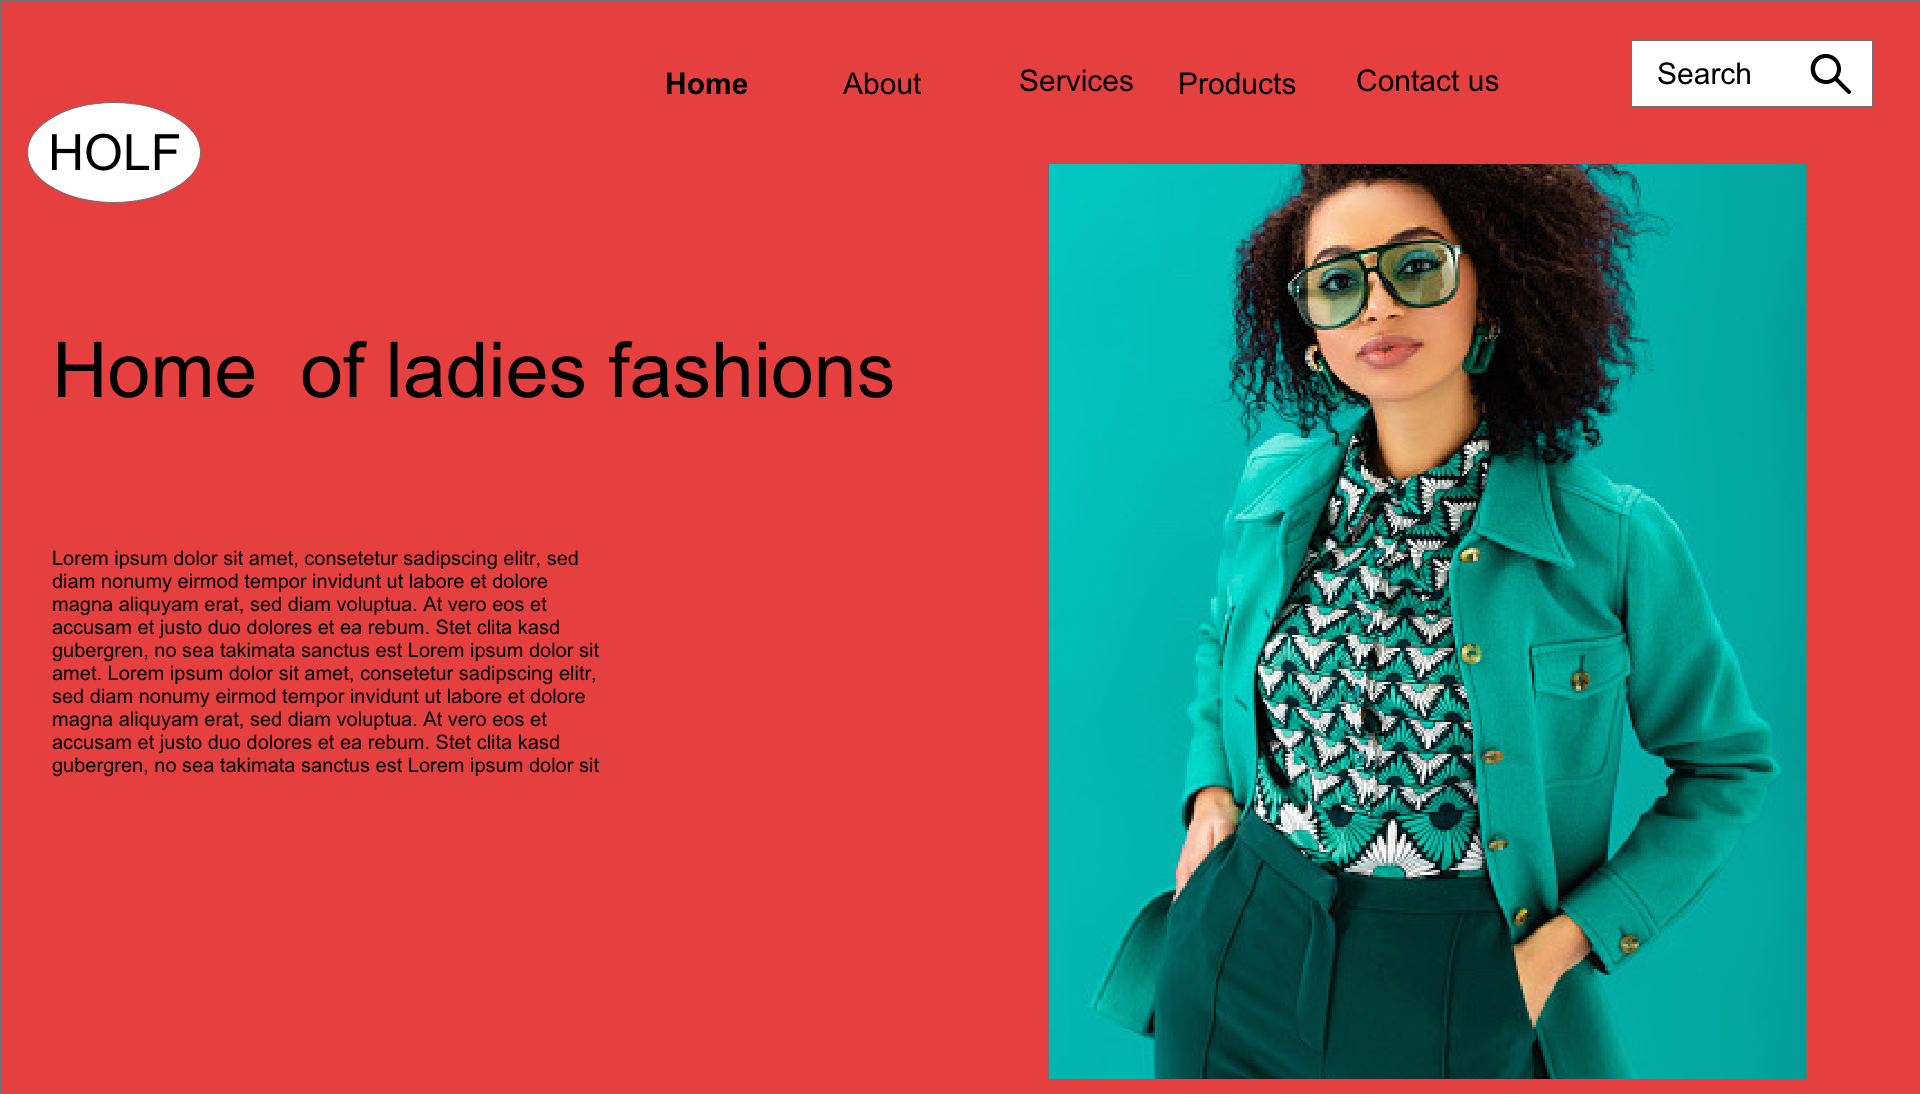 Home About Services Products Contact us Search
HOLF
Home  of ladies fashions
Lorem ipsum dolor sit amet, consetetur sadipscing elitr, sed
diam nonumy eirmod tempor invidunt ut labore et dolore
magna aliquyam erat, sed diam voluptua. At vero eos et
accusam et justo duo dolores et ea rebum. Stet clita kasd
gubergren, no sea takimata sanctus est Lorem ipsum dolor sit
amet. Lorem ipsum dolor sit amet, consetetur sadipscing elitr,
sed diam nonumy eirmod tempor invidunt ut labore et dolore
magna aliquyam erat, sed diam voluptua. At vero eos et
accusam et justo duo dolores et ea rebum. Stet clita kasd
gubergren, no sea takimata sanctus est Lorem ipsum dolor sit